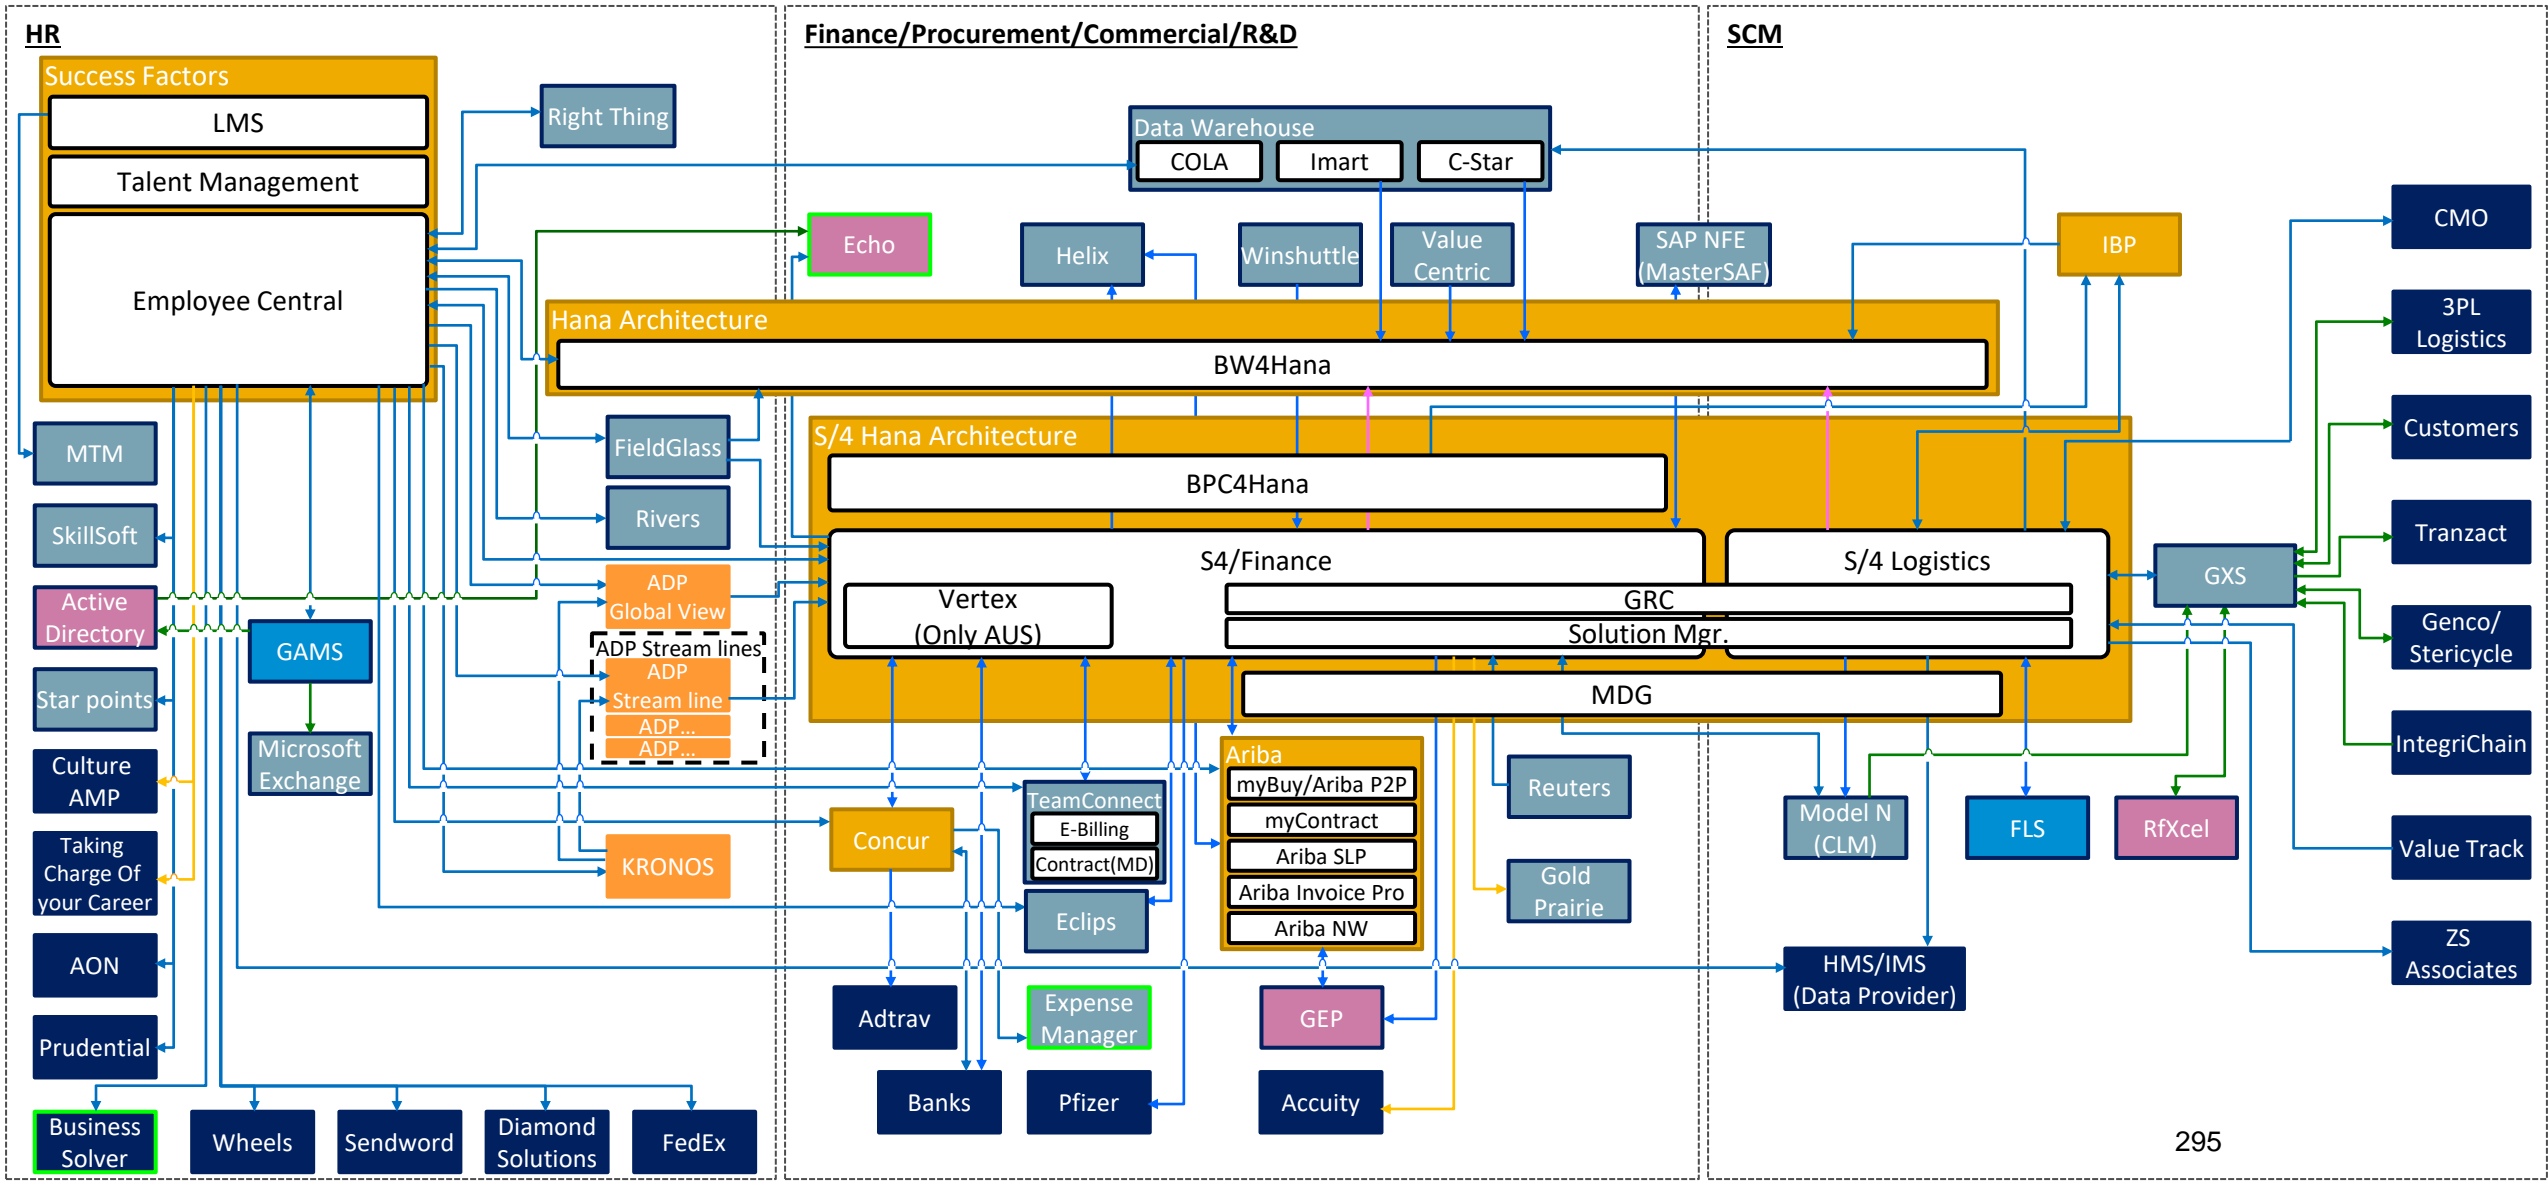 HR
Success Factors
LMS
Talent Management
Employee Central
Right Thing
MTM
SkillSoft
Active
Directory
Star points
Culture
AMP
Taking
Charge Of
your Career
AON
Prudential
Business
Solver
Wheels
Sendword
Diamond
Solutions
FedEx
GAMS
Microsoft
Exchange
FieldGlass
Rivers
ADP
Global View
ADP Stream lines
ADP
Stream line
ADP...
ADP...
KRONOS
Finance/Procurement/Commercial/R&D
Data Warehouse
COLA
Imart
C-Star
Echo
Helix
Winshuttle
Value
Centric
SAP NFE
(MasterSAF)
Hana Architecture
BW4Hana
S/4 Hana Architecture
BPC4Hana
S4/Finance
Vertex
(Only AUS)
S/4 Logistics
GRC
Solution Mgr.
MDG
Ariba
myBuy/Ariba P2P
myContract
Ariba SLP
Ariba Invoice Pro
Ariba NW
TeamConnect
E-Billing
Contract(MD)
Concur
Eclips
Reuters
Gold
Prairie
Adtrav
Expense
Manager
GEP
Banks
Pfizer
Accuity
SCM
IBP
CMO
3PL
Logistics
Customers
Tranzact
GXS
Genco/
Stericycle
IntegriChain
Model N
(CLM)
FLS
RfXcel
Value Track
HMS/IMS
(Data Provider)
ZS
Associates
295